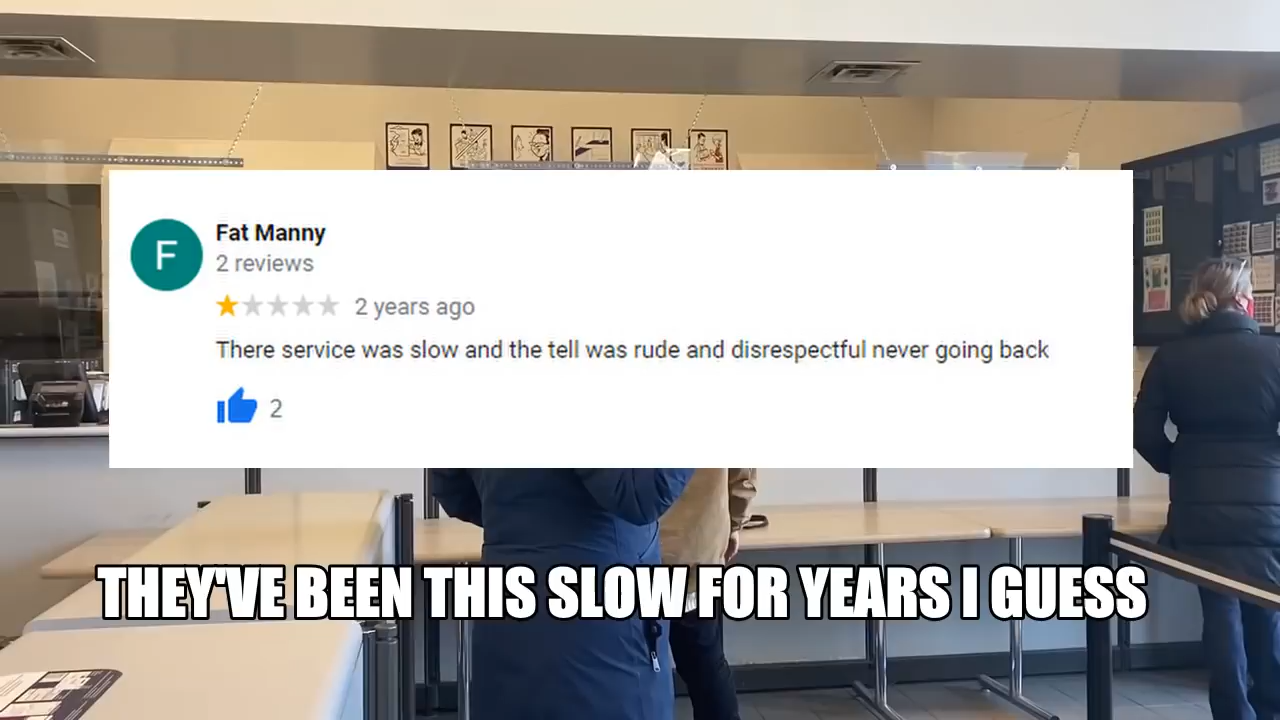 F
Fat Manny
2 reviews
2 years ago
There service was slow and the tell was rude and disrespectful never going back
2
THEY'VE BEEN THIS SLOW FOR YEARS I GUESS